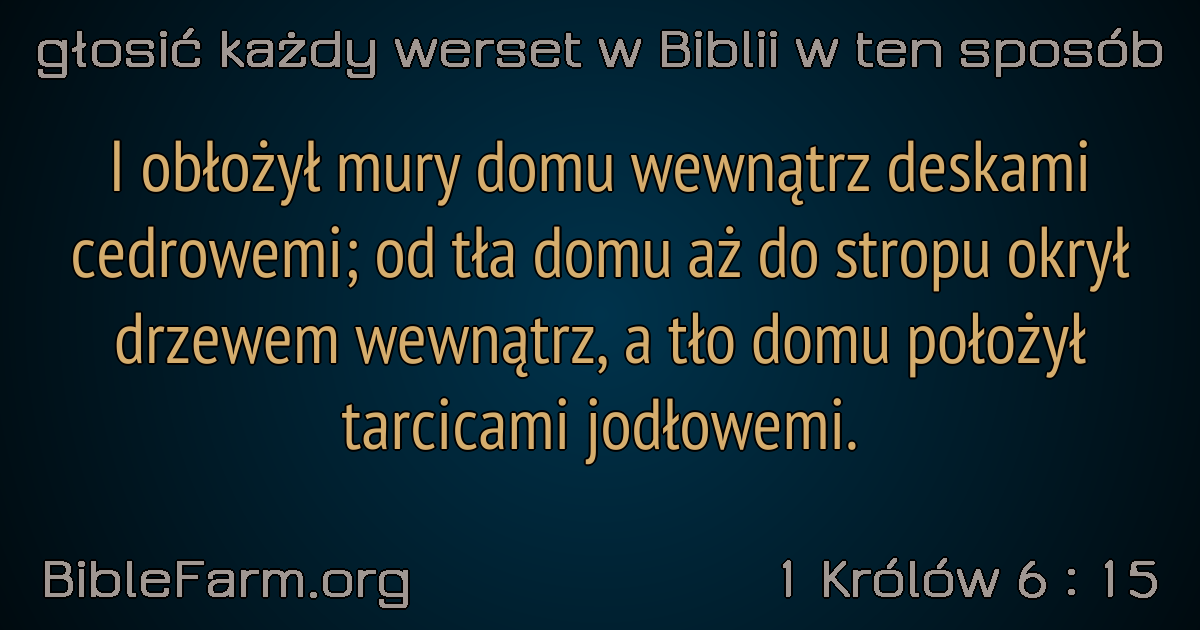 głosić każdy werset w Biblii w ten sposób
I obłożył mury domu wewnątrz deskami
cedrowemi; od tła domu aż do stropu okrył
drzewem wewnątrz, a tło domu położył
tarcicami jodłowemi.
BibleFarm.org
1 Królów 6 : 15